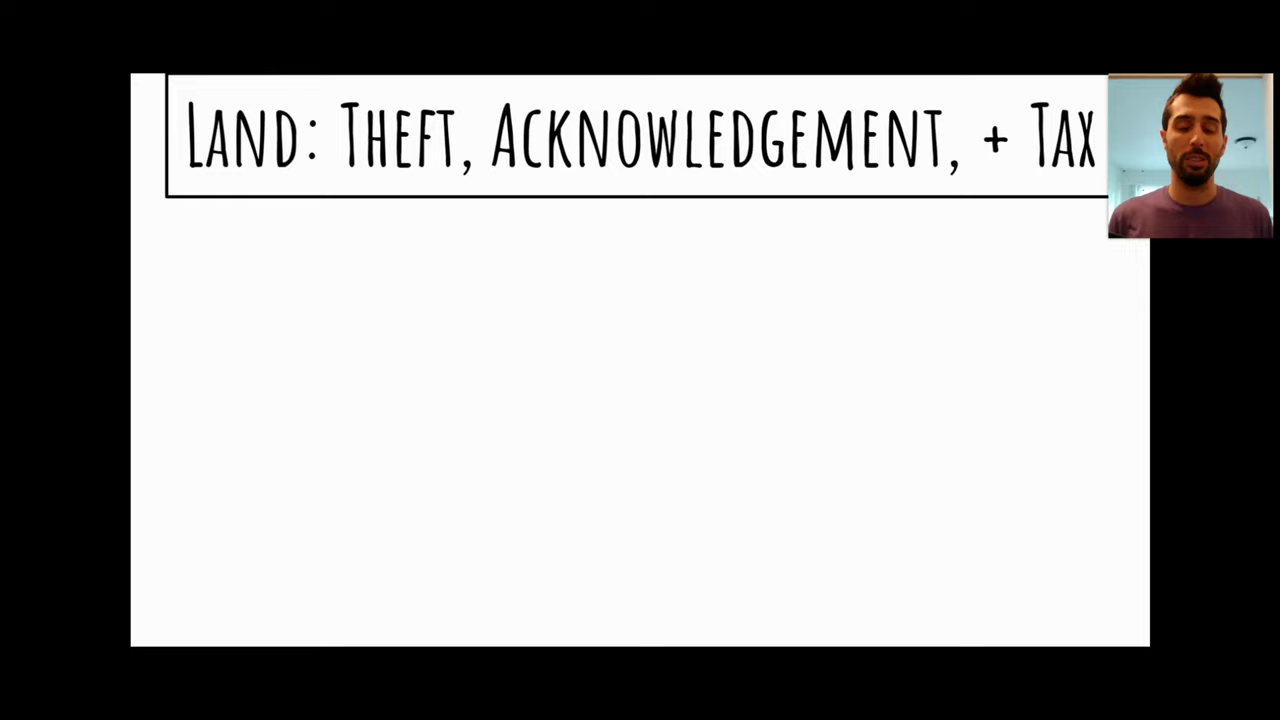 Land: Theft, Acknowledgement, + Tax